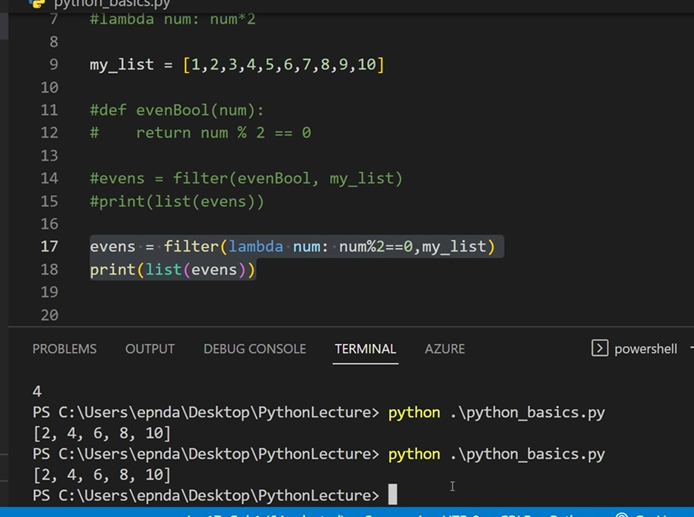 python_basics.py
7 #lambda num: num*2
8
9 my_list = [1,2,3,4,5,6,7,8,9,10]
10
11 #def evenBool(num):
12 #    return num % 2 == 0
13
14 #evens = filter(evenBool, my_list)
15 #print(list(evens))
16
17 evens = filter(lambda num: num%2==0,my_list)
18 print(list(evens))
19
20
PROBLEMS OUTPUT DEBUG CONSOLE TERMINAL AZURE powershell
4
PS C:\Users\epnda\Desktop\PythonLecture> python .\python_basics.py
[2, 4, 6, 8, 10]
PS C:\Users\epnda\Desktop\PythonLecture> python .\python_basics.py
[2, 4, 6, 8, 10]
PS C:\Users\epnda\Desktop\PythonLecture>